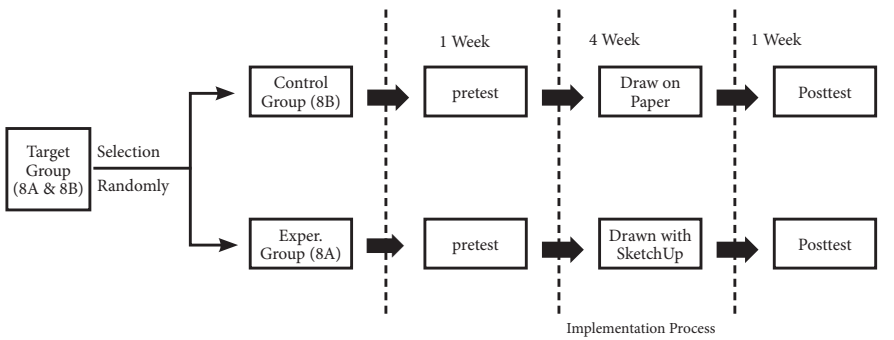 1 Week
4 Week
1 Week
Control
Group (8B)
pretest
Draw on
Paper
Posttest
Target
Group
(8A & 8B)
Selection
Randomly
Exper.
Group (8A)
pretest
Drawn with
SketchUp
Posttest
Implementation Process